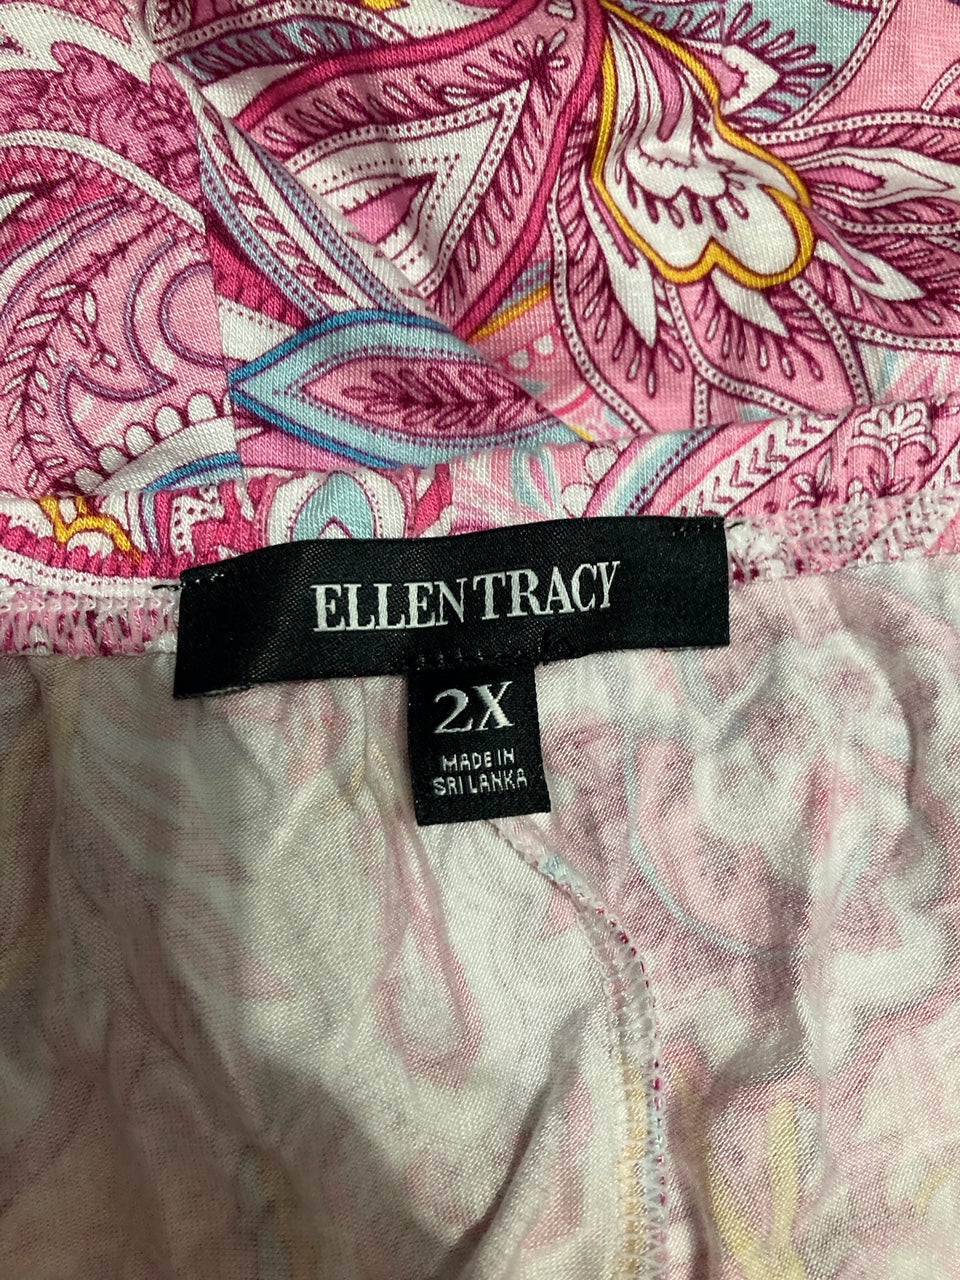 ELLEN TRACY
2X
MADE IN
SRI LANKA